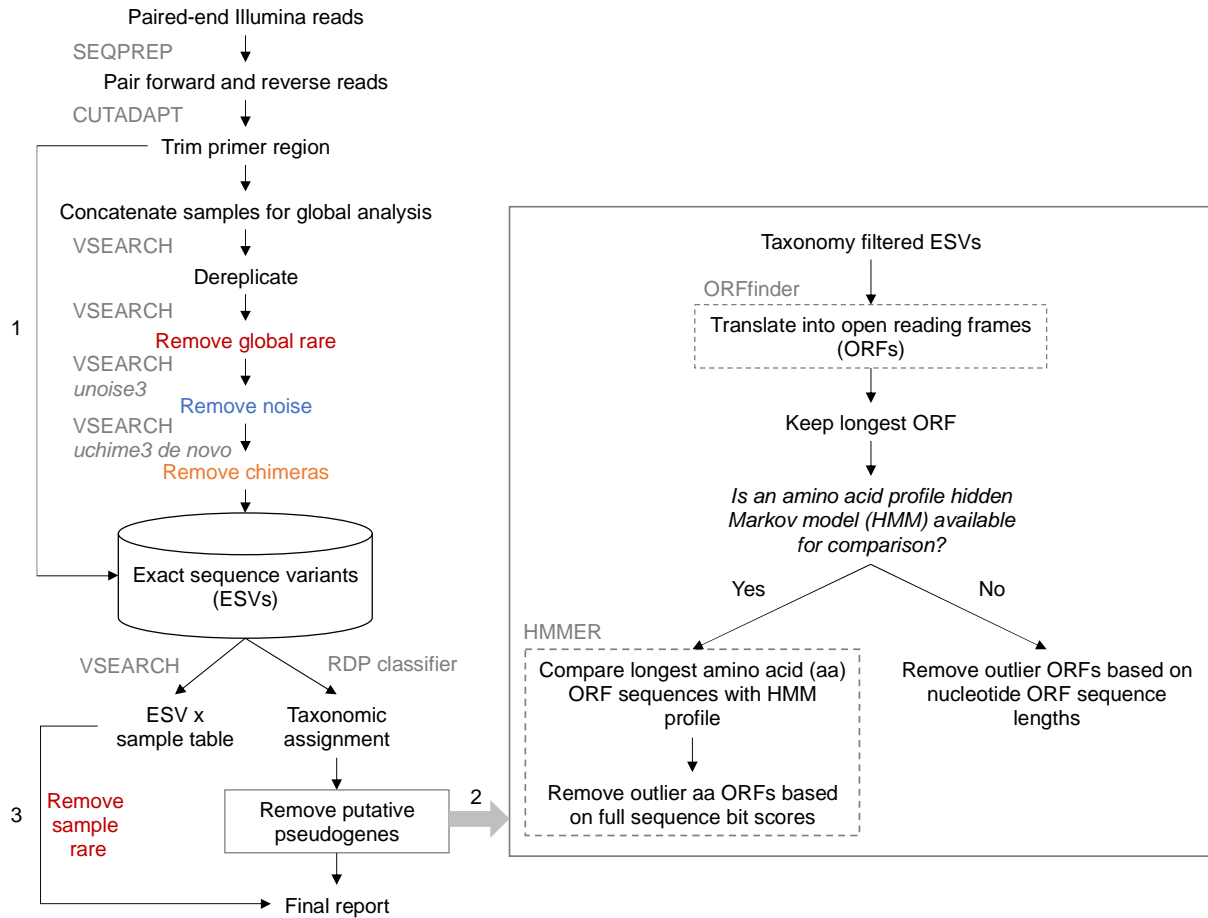 Paired-end Illumina reads
SEQPREP
Pair forward and reverse reads
CUTADAPT
Trim primer region
Concatenate samples for global analysis
VSEARCH
Dereplicate
VSEARCH
1
Remove global rare
VSEARCH
unoise3
Remove noise
VSEARCH
uchime3 de novo
Remove chimeras
Exact sequence variants
(ESVs)
VSEARCH
RDP classifier
ESV x
sample table
Taxonomic
assignment
3
Remove
sample
rare
Remove putative
pseudogenes
2
Final report
Taxonomy filtered ESVs
ORFfinder
Translate into open reading frames
(ORFs)
Keep longest ORF
Is an amino acid profile hidden
Markov model (HMM) available
for comparison?
Yes
No
HMMER
Compare longest amino acid (aa)
ORF sequences with HMM
profile
Remove outlier aa ORFs based
on full sequence bit scores
Remove outlier ORFs based on
nucleotide ORF sequence
lengths